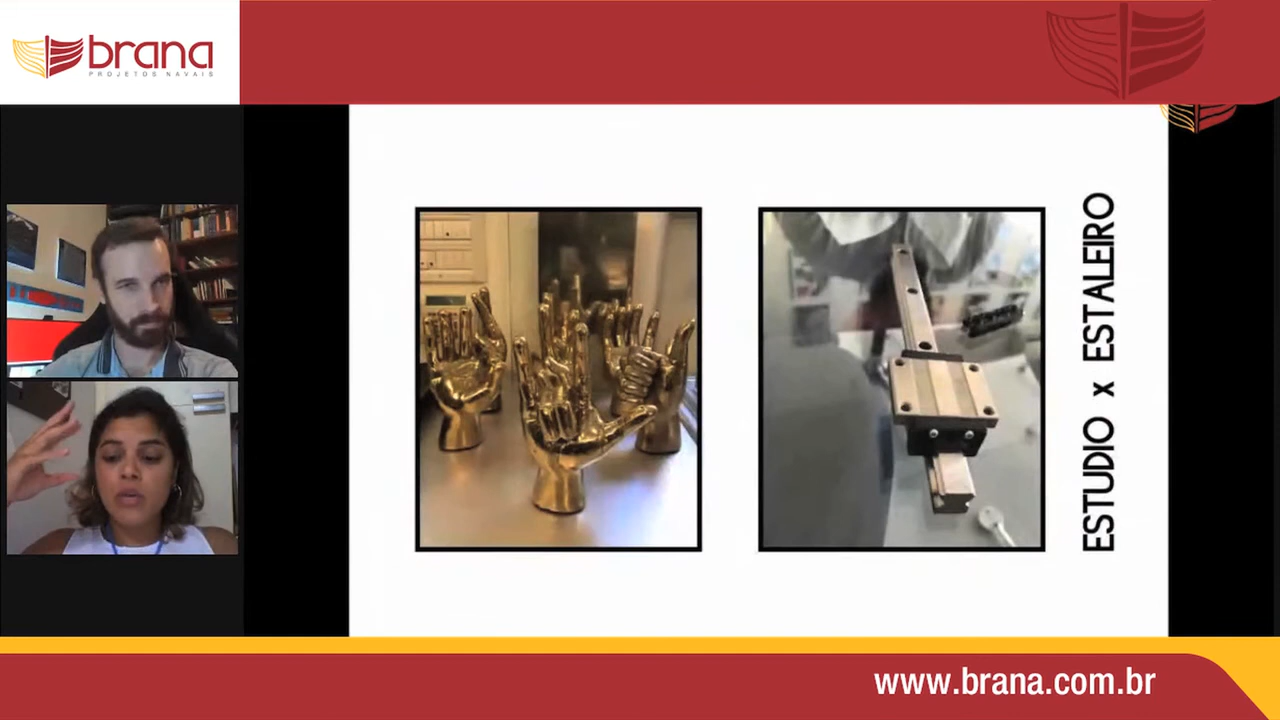 brana
PROJETOS NAVAIS
ESTUDIO x ESTALEIRO
www.brana.com.br